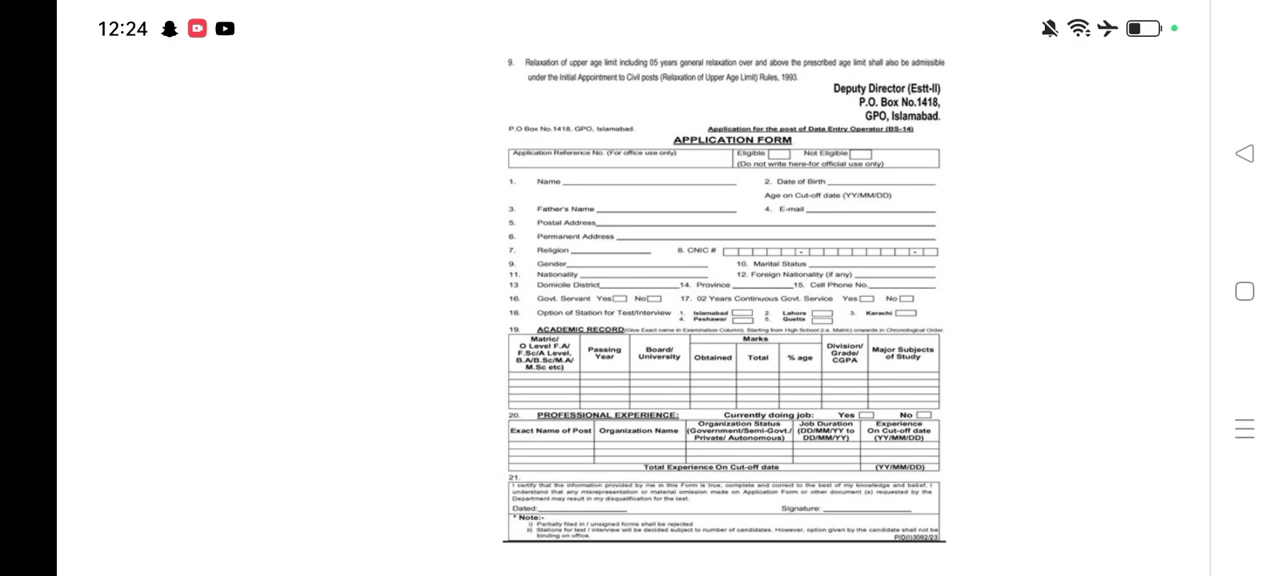 12:24
9. Relaxation of upper age limit including 05 years general relaxation over and above the prescribed age limit shall also be admissible
under the Initial Appointment to Civil posts (Relaxation of Upper Age Limit) Rules, 1993.
Deputy Director (Estt-II)
P.O. Box No.1418,
GPO, Islamabad.
P.O Box No.1418, GPO, Islamabad. Application for the post of Data Entry Operator (BS-14)
APPLICATION FORM
Application Reference No. (For office use only) Eligible Not Eligible
(Do not write here-for official use only)
1. Name 2. Date of Birth
Age on Cut-off date (YY/MM/DD)
3. Father's Name 4. E-mail
5. Postal Address
6. Permanent Address
7. Religion 8. CNIC # - -
9. Gender 10. Marital Status
11. Nationality 12. Foreign Nationality (if any)
13 Domicile District 14. Province 15. Cell Phone No.
16. Govt. Servant Yes No 17. 02 Years Continuous Govt. Service Yes No
18. Option of Station for Test/Interview 1. Islamabad 2. Lahore 3. Karachi
4. Peshawar 5. Quetta
19. ACADEMIC RECORD (Give Exact name in Examination Column). Starting from High School (i.e. Matric) onwards in Chronological Order.
Matric/
O Level F.A/
F.Sc/A Level,
B.A/B.Sc/M.A/
M.Sc etc)
Passing
Year
Board/
University
Marks
Obtained Total % age
Division/
Grade/
CGPA
Major Subjects
of Study
20. PROFESSIONAL EXPERIENCE: Currently doing job: Yes No
Exact Name of Post
Organization Name
Organization Status
(Government/Semi-Govt./
Private/ Autonomous)
Job Duration
(DD/MM/YY to
DD/MM/YY)
Experience
On Cut-off date
(YY/MM/DD)
Total Experience On Cut-off date (YY/MM/DD)
21.
I certify that the information provided by me in this Form is true, complete and correct to the best of my knowledge and belief, I
understand that any misrepresentation or material omission made on Application Form or other document (s) requested by the
Department may result in my disqualification for the test.
Dated: Signature:
* Note:-
i) Partially filed in / unsigned forms shall be rejected
ii) Stations for test / interview will be decided subject to number of candidates. However, option given by the candidate shall not be
binding on office. PID(I)3092/23